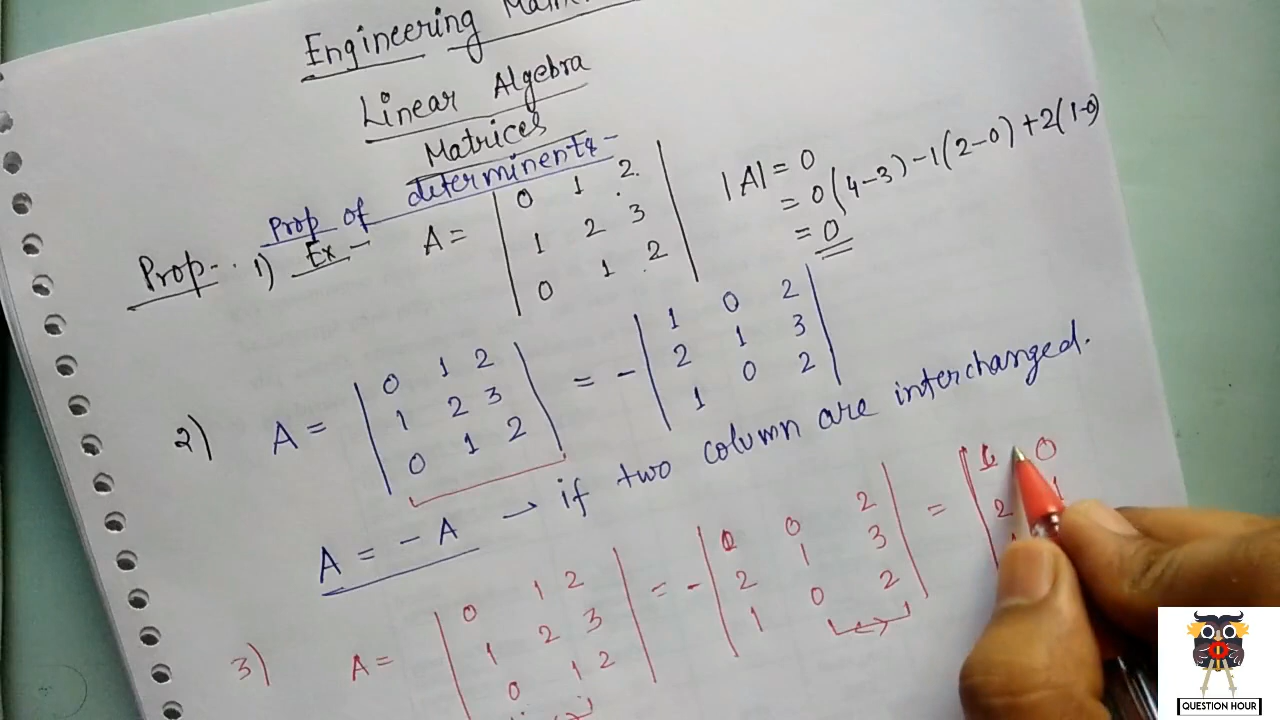 Engineering
Linear Algebra
Matrices
Prop of determinents-
Prop-. 1) Ex- A = | 0 1 2 | |A| = 0
| 1 2 3 | = 0(4-3) -1(2-0) +2(1-0)
| 0 1 2 | = 0
2) A = | 0 1 2 | = - | 1 0 2 |
| 1 2 3 | | 2 1 3 |
| 0 1 2 | | 1 0 2 |
A = - A → if two column are interchanged.
3) A = | 0 1 2 | = - | 0 2 | = | 0
| 1 2 3 | | 2 1 3 | | 2 1
| 0 1 2 | | 1 0 2 |
QUESTION HOUR